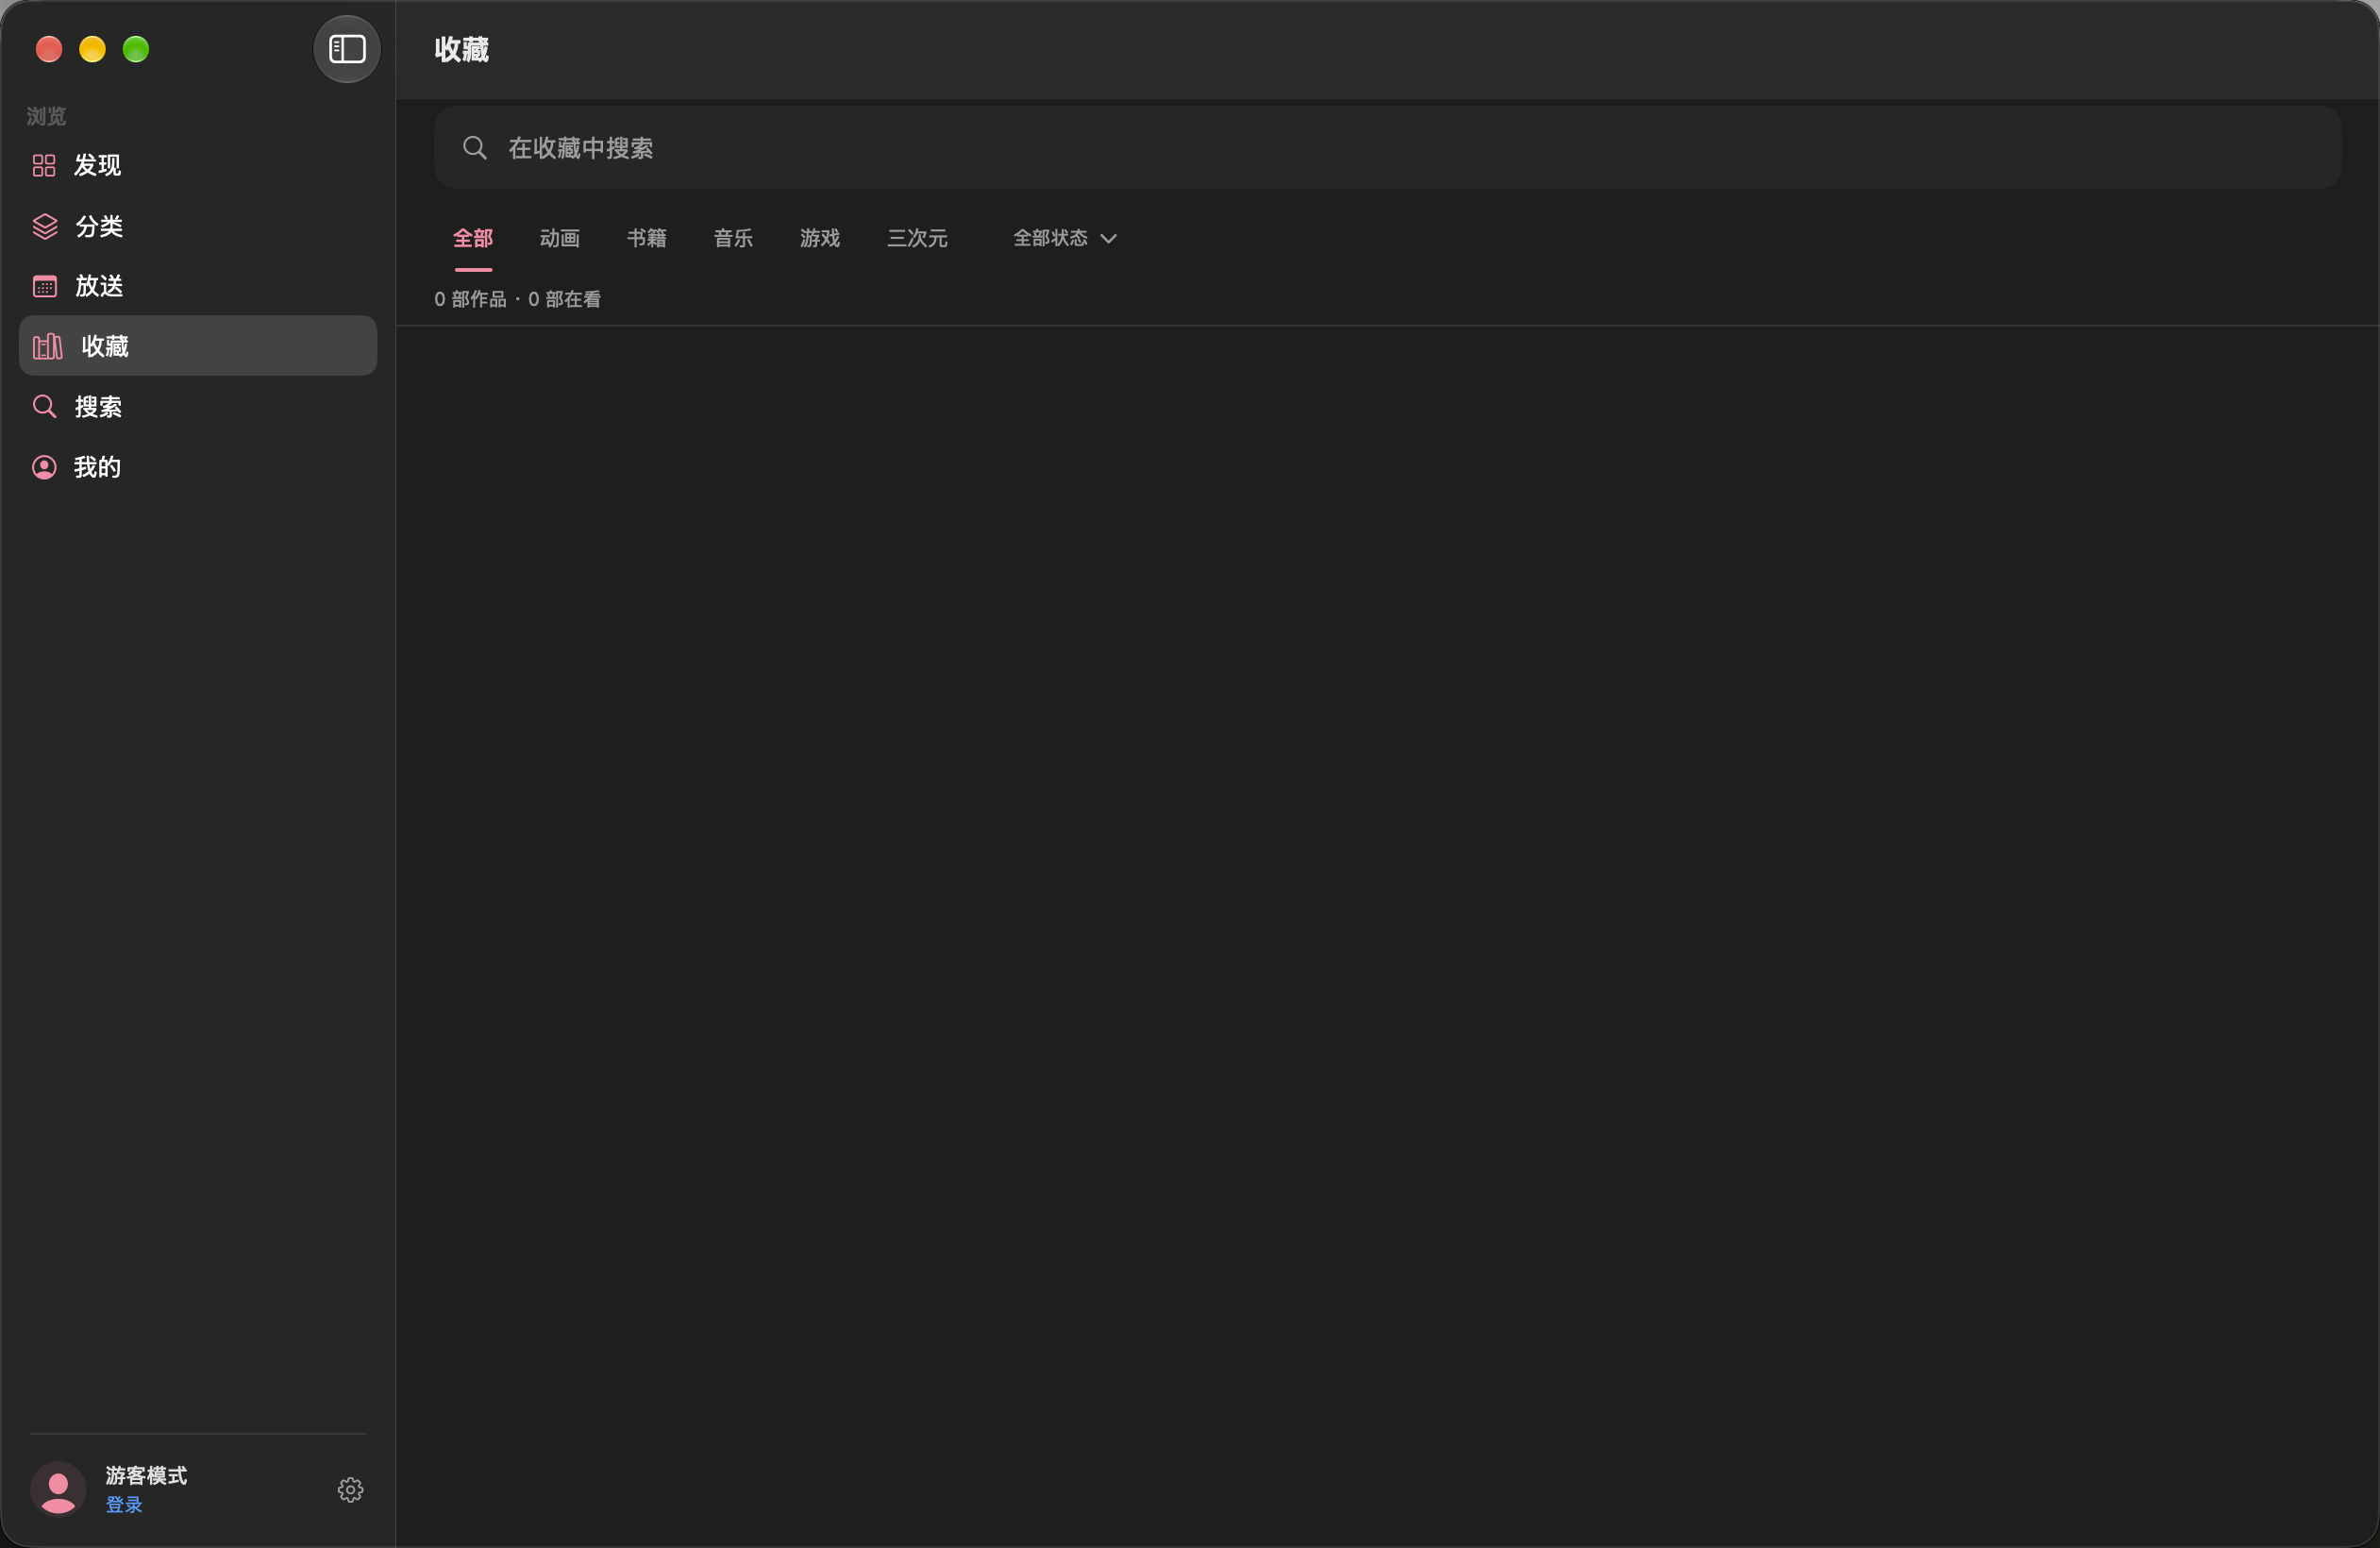 浏览
发现
分类
放送
收藏
搜索
我的
游客模式
登录
收藏
在收藏中搜索
全部 动画 书籍 音乐 游戏 三次元 全部状态
0 部作品 · 0 部在看